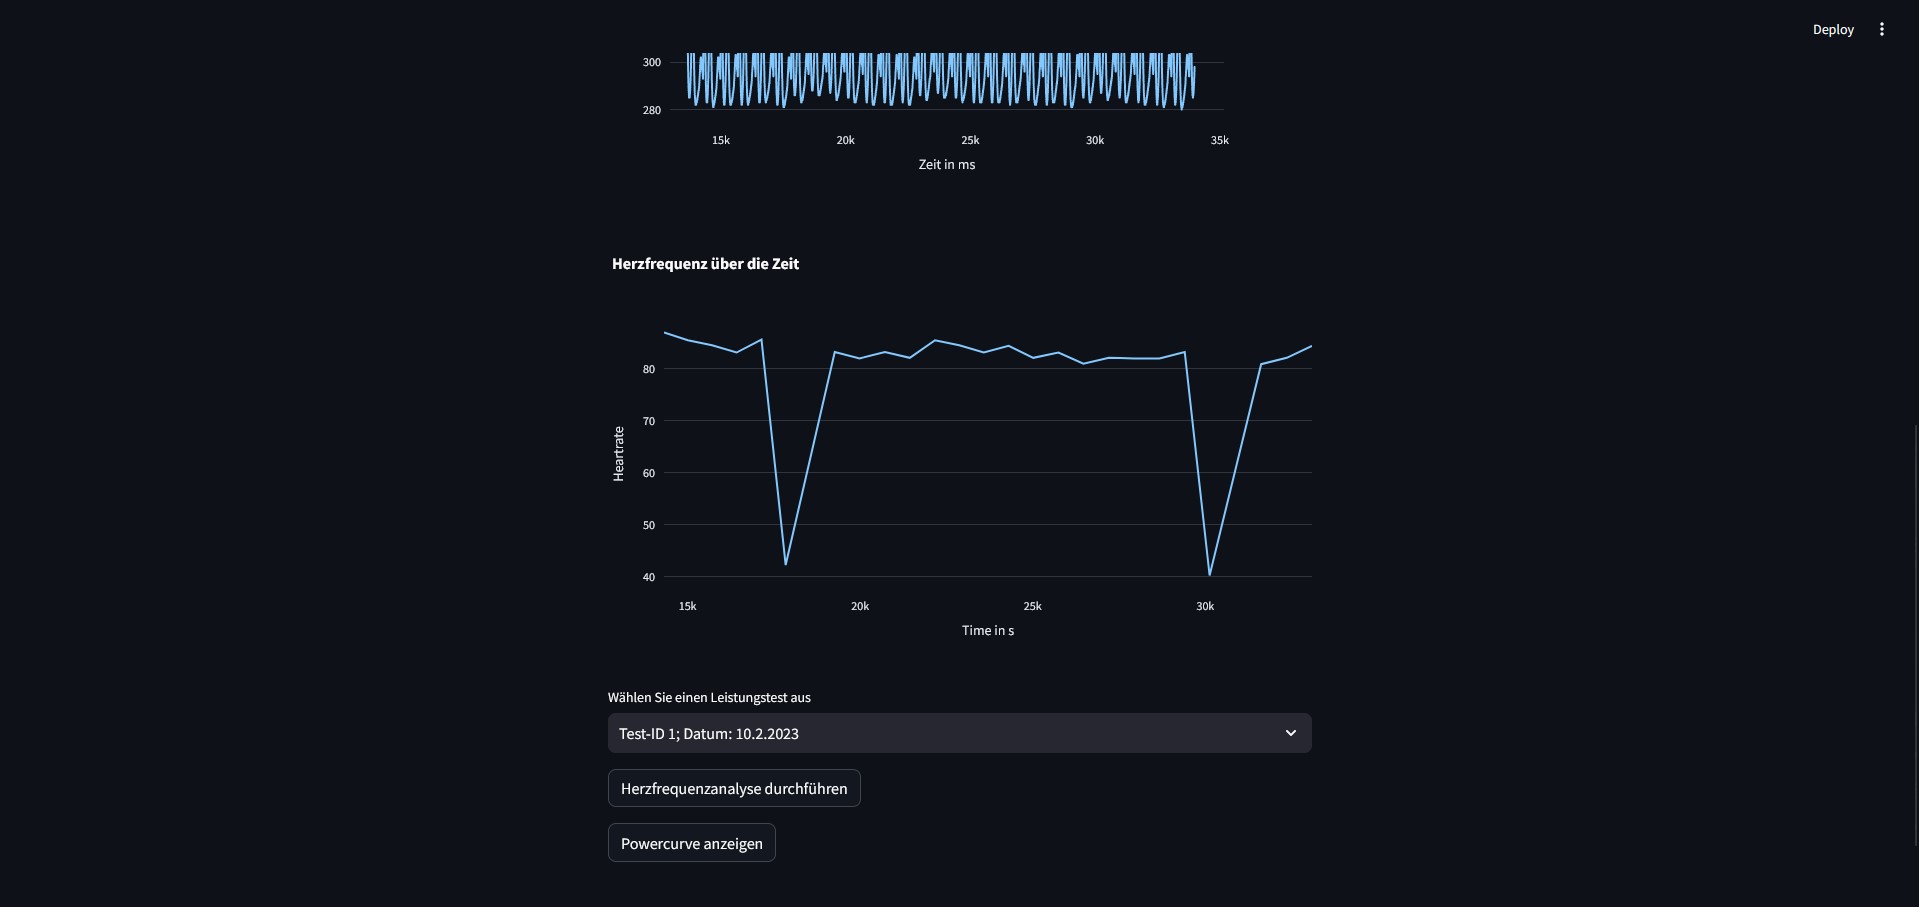 Deploy
300
280
15k 20k 25k 30k 35k
Zeit in ms
Herzfrequenz über die Zeit
80
70
60
50
40
Heartrate
15k 20k 25k 30k
Time in s
Wählen Sie einen Leistungstest aus
Test-ID 1; Datum: 10.2.2023
Herzfrequenzanalyse durchführen
Powercurve anzeigen